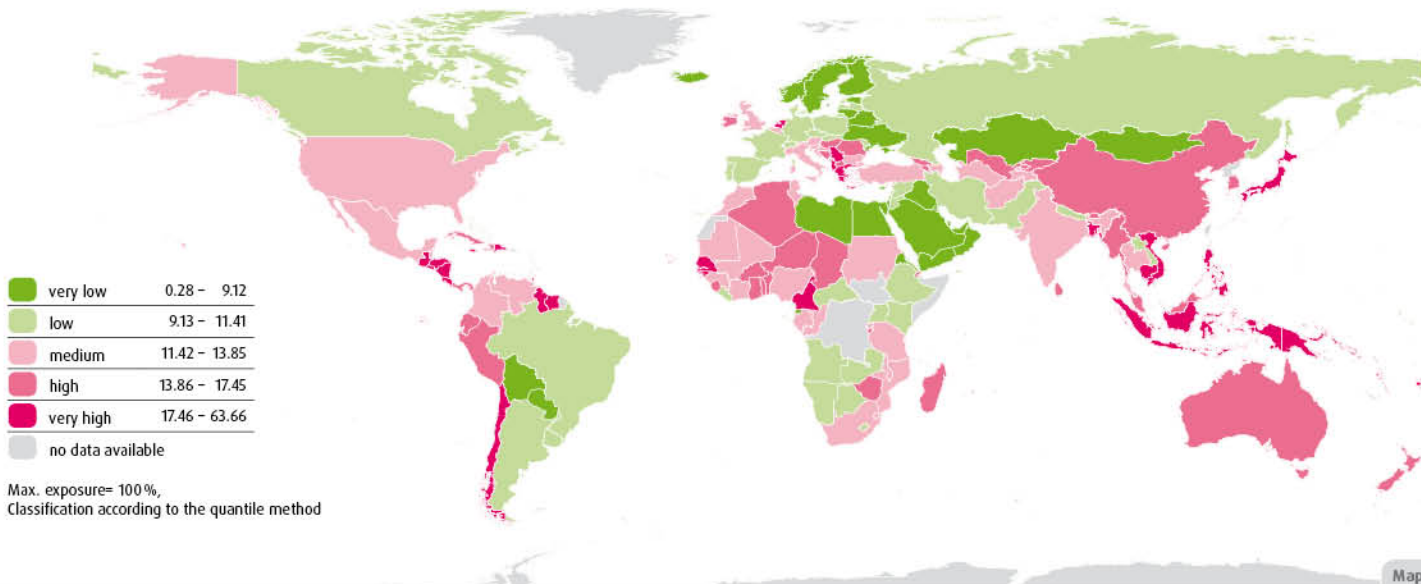 very low 0.28 – 9.12
low 9.13 – 11.41
medium 11.42 – 13.85
high 13.86 – 17.45
very high 17.46 – 63.66
no data available
Max. exposure= 100 %,
Classification according to the quantile method
Map